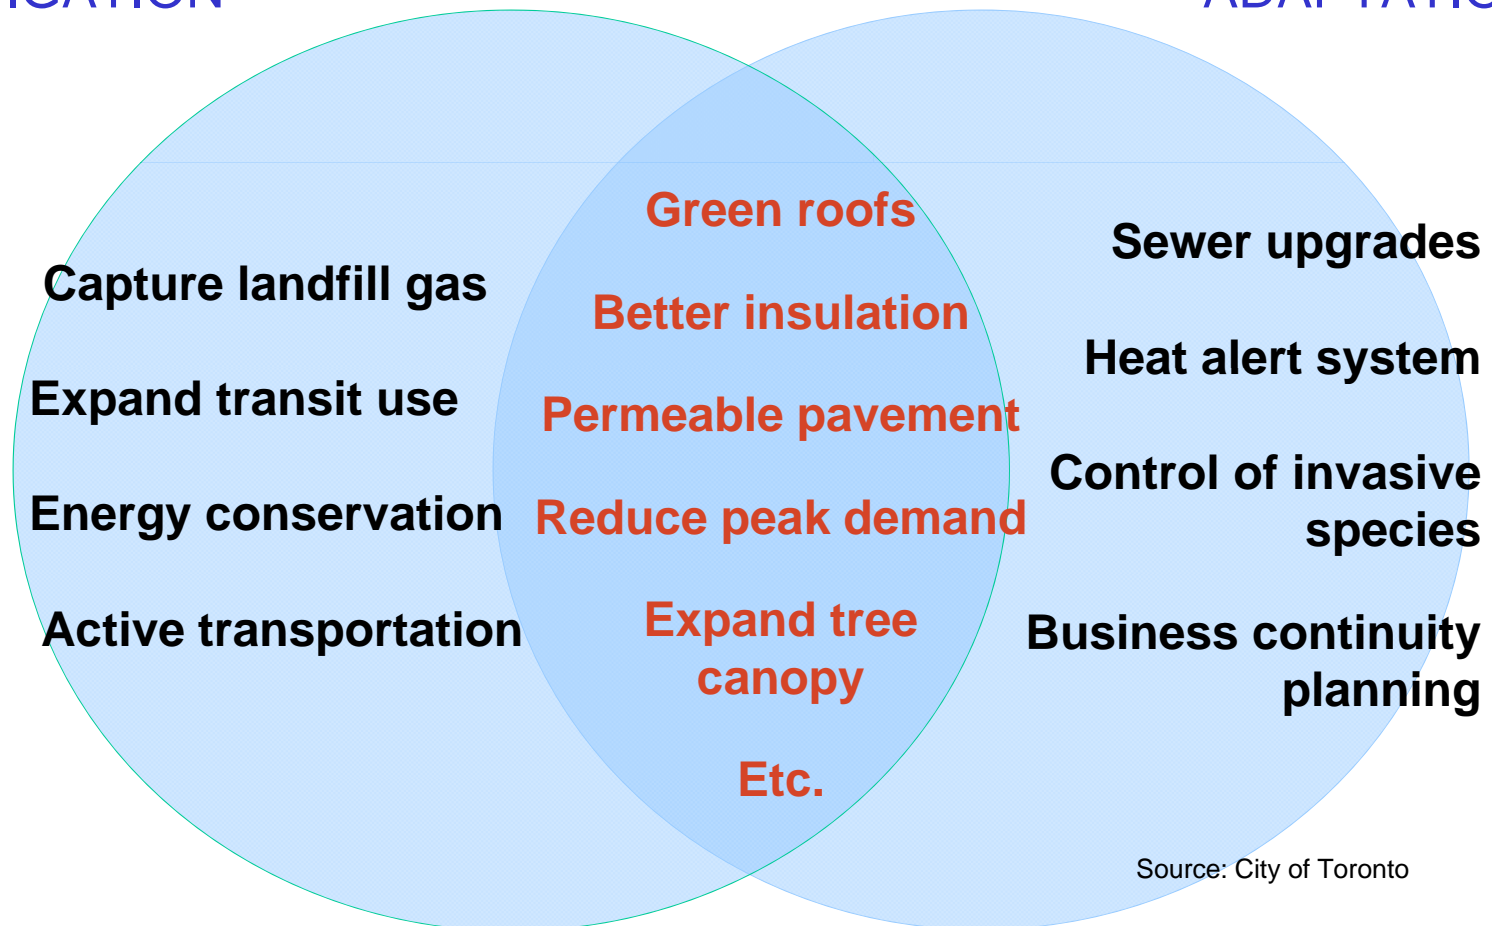 IGATION
ADAPTATIO
Capture landfill gas
Expand transit use
Energy conservation
Active transportation
Green roofs
Better insulation
Permeable pavement
Reduce peak demand
Expand tree
canopy
Etc.
Sewer upgrades
Heat alert system
Control of invasive
species
Business continuity
planning
Source: City of Toronto